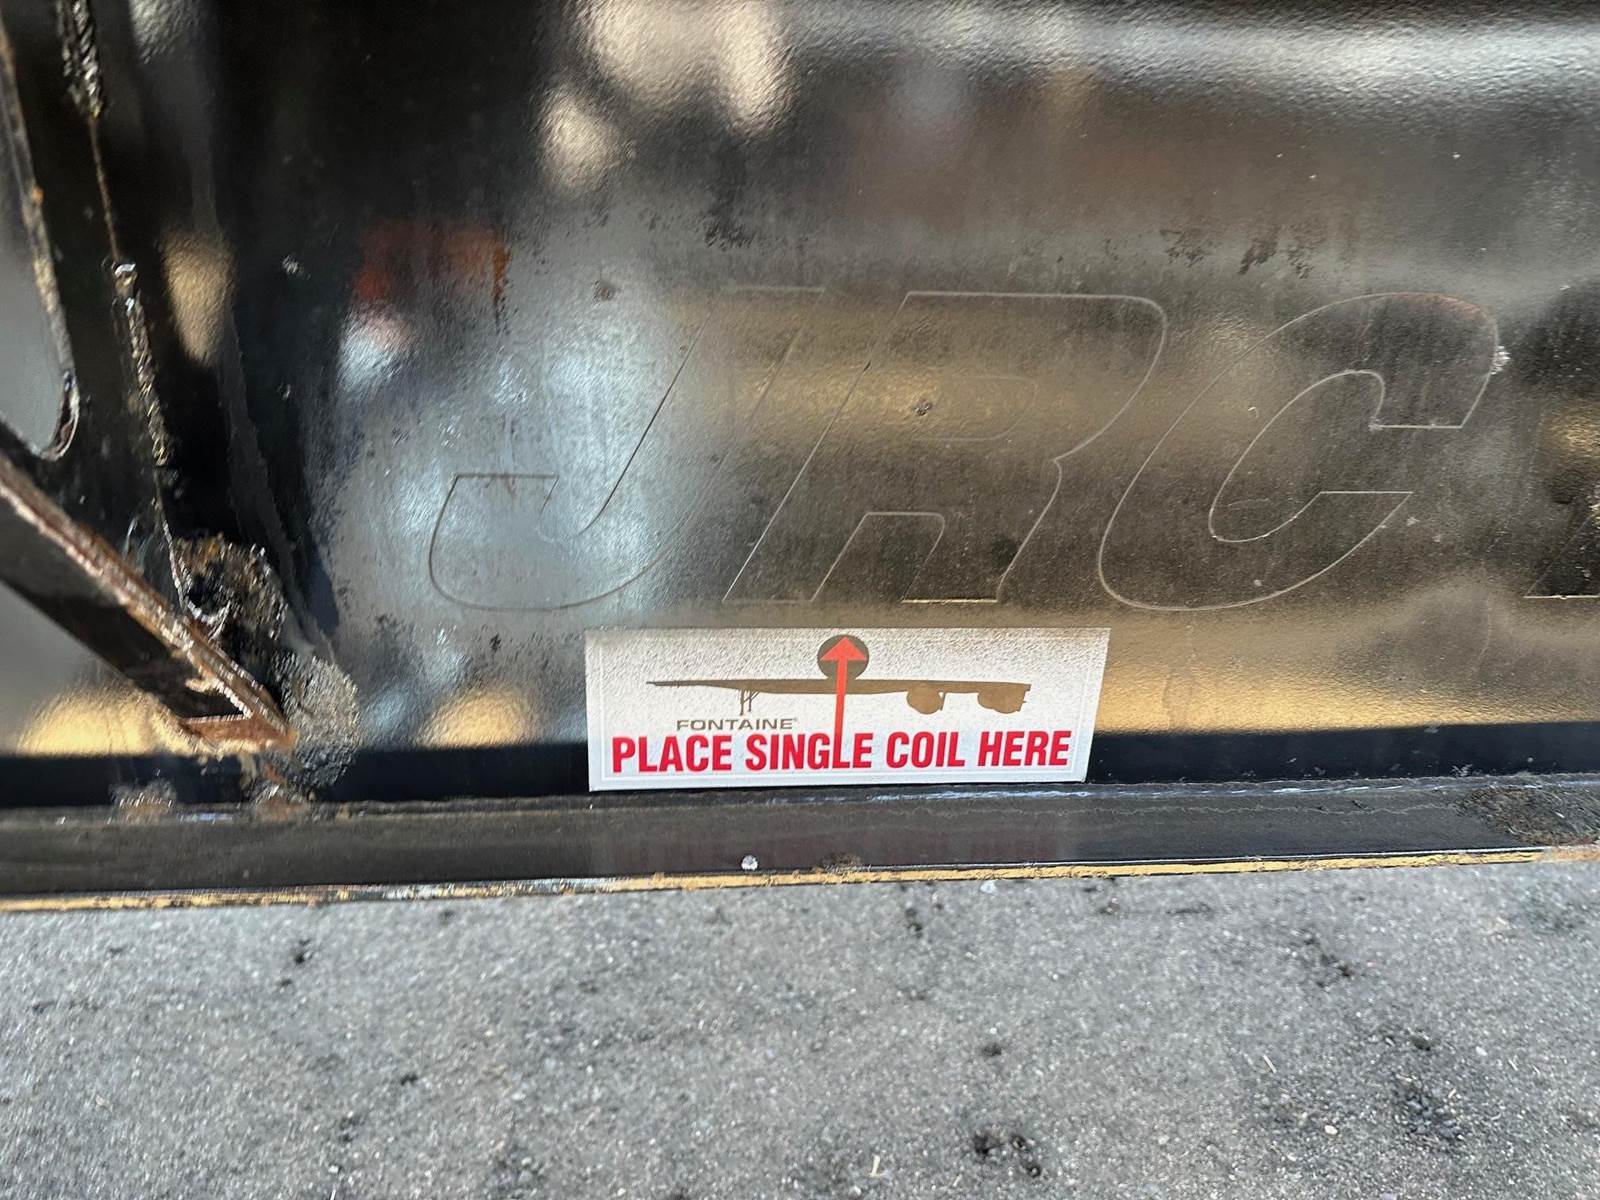 JRC
FONTAINE®
PLACE SINGLE COIL HERE